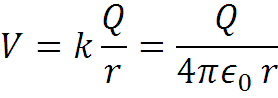 V = k Q/r = Q/(4πϵ₀ r)